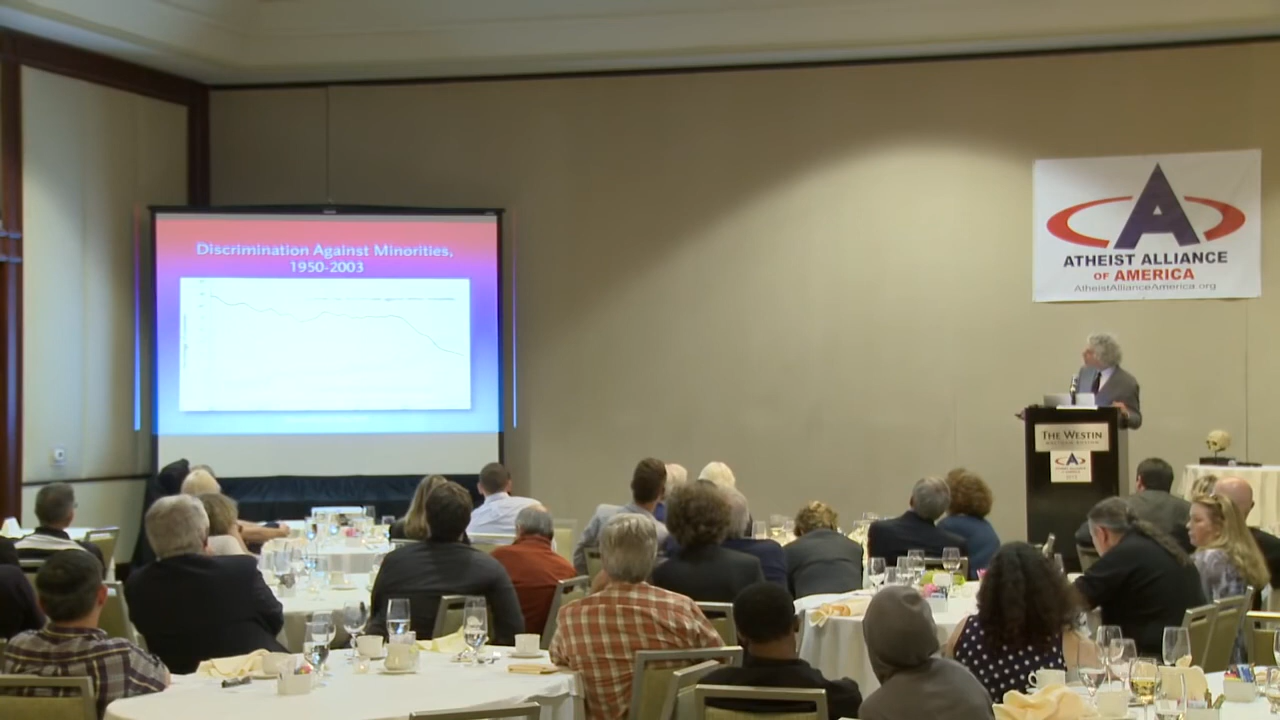 Discrimination Against Minorities,
1950-2003
A
ATHEIST ALLIANCE
OF AMERICA
AtheistAllianceAmerica.org
THE WESTIN
A